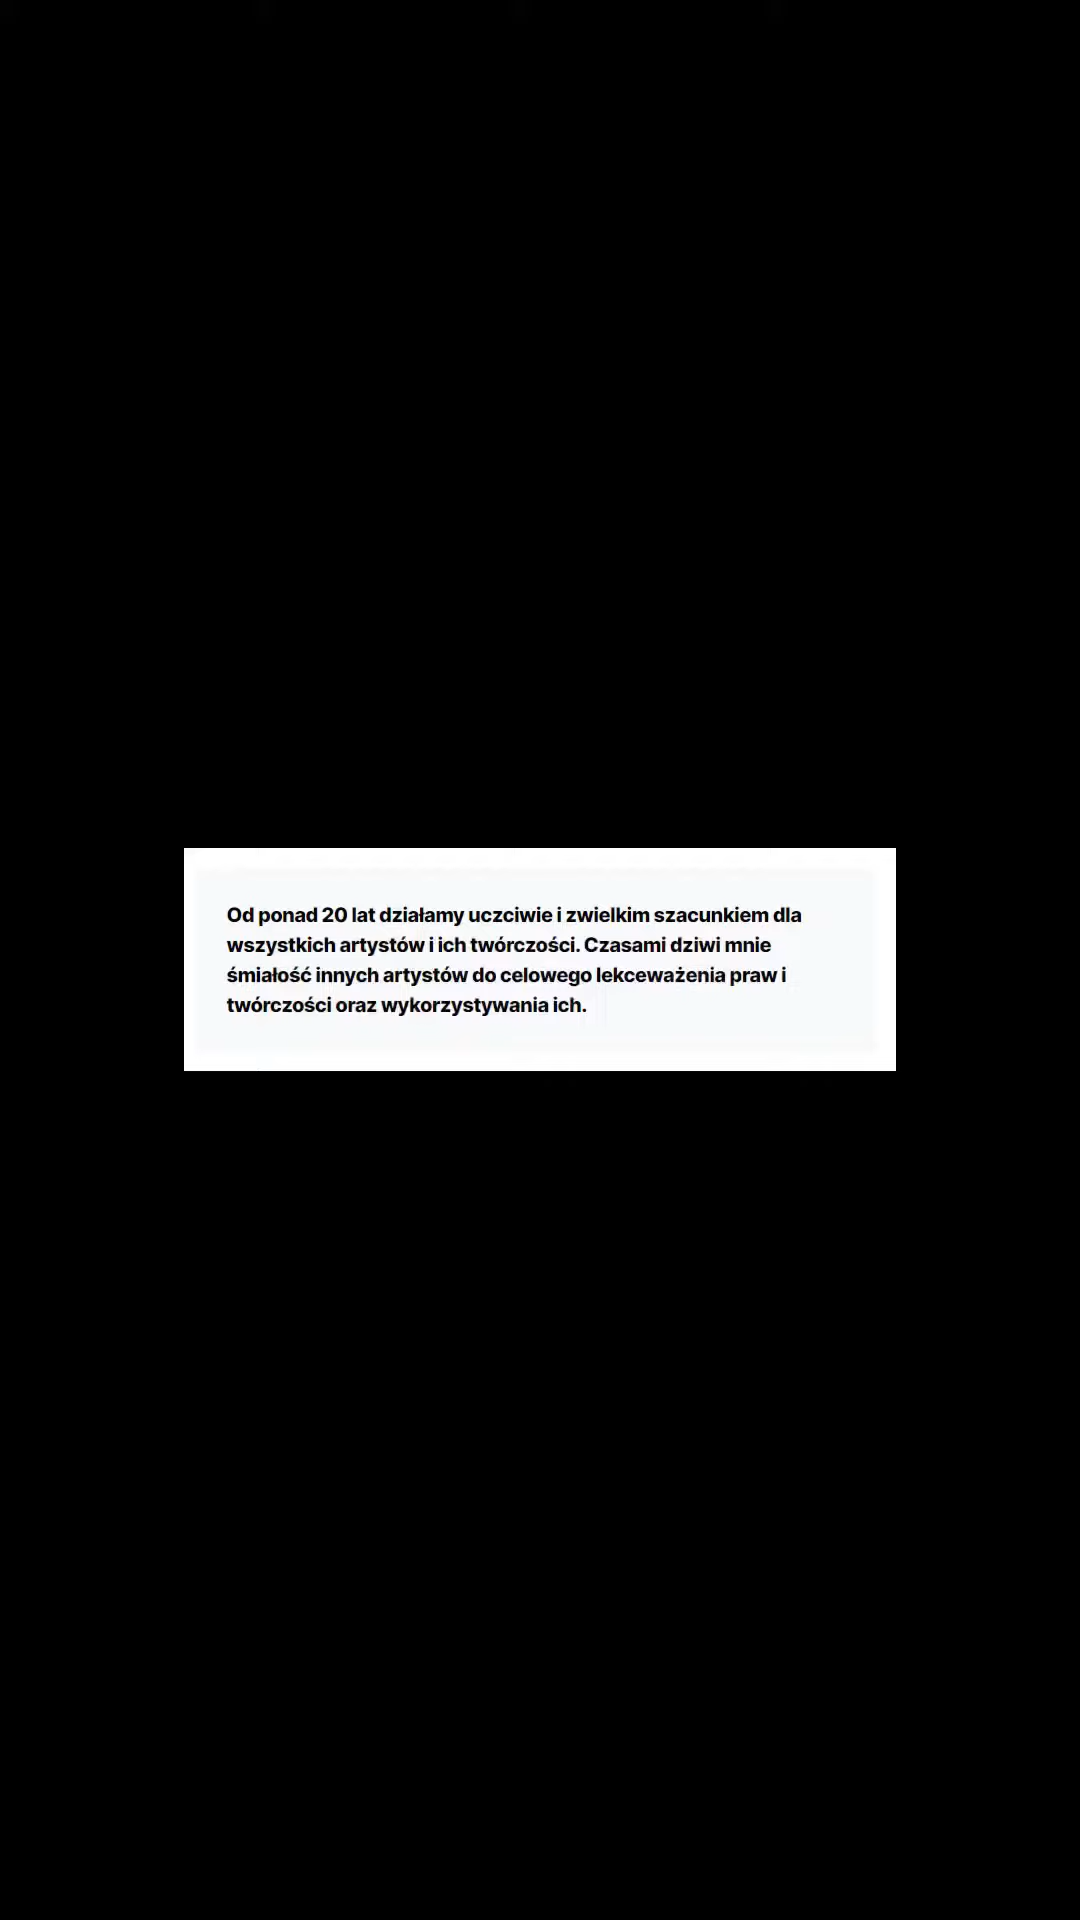 Od ponad 20 lat działamy uczciwie i zwielkim szacunkiem dla
wszystkich artystów i ich twórczości. Czasami dziwi mnie
śmiałość innych artystów do celowego lekceważenia praw i
twórczości oraz wykorzystywania ich.